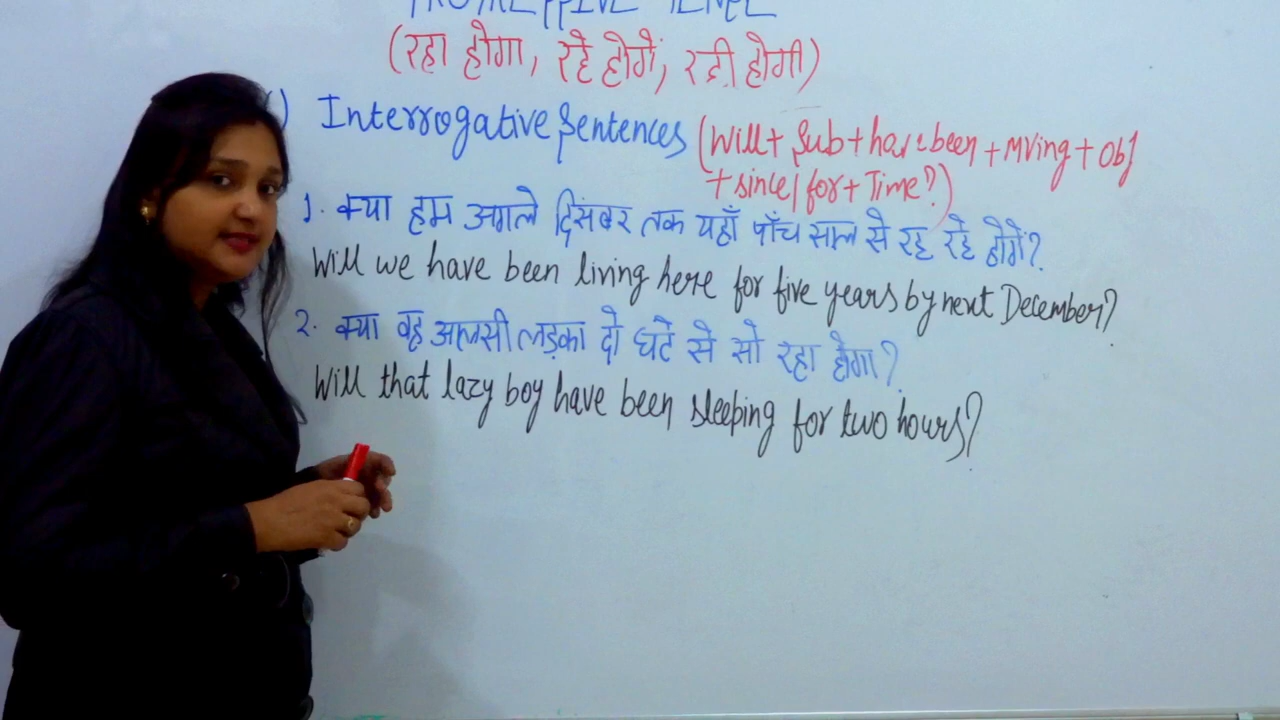 TENSE
(रहा होगा, रहे होगें, रही होगी)
) Interrogative Sentences (Will + Sub + have been + MVing + Obj
+ since / for + Time?)
1. क्या हम अगले दिसंबर तक यहाँ पाँच साल से रह रहे होगें?
Will we have been living here for five years by next December?
2. क्या वह आलसी लड़का दो घंटे से सो रहा होगा?
Will that lazy boy have been sleeping for two hours?